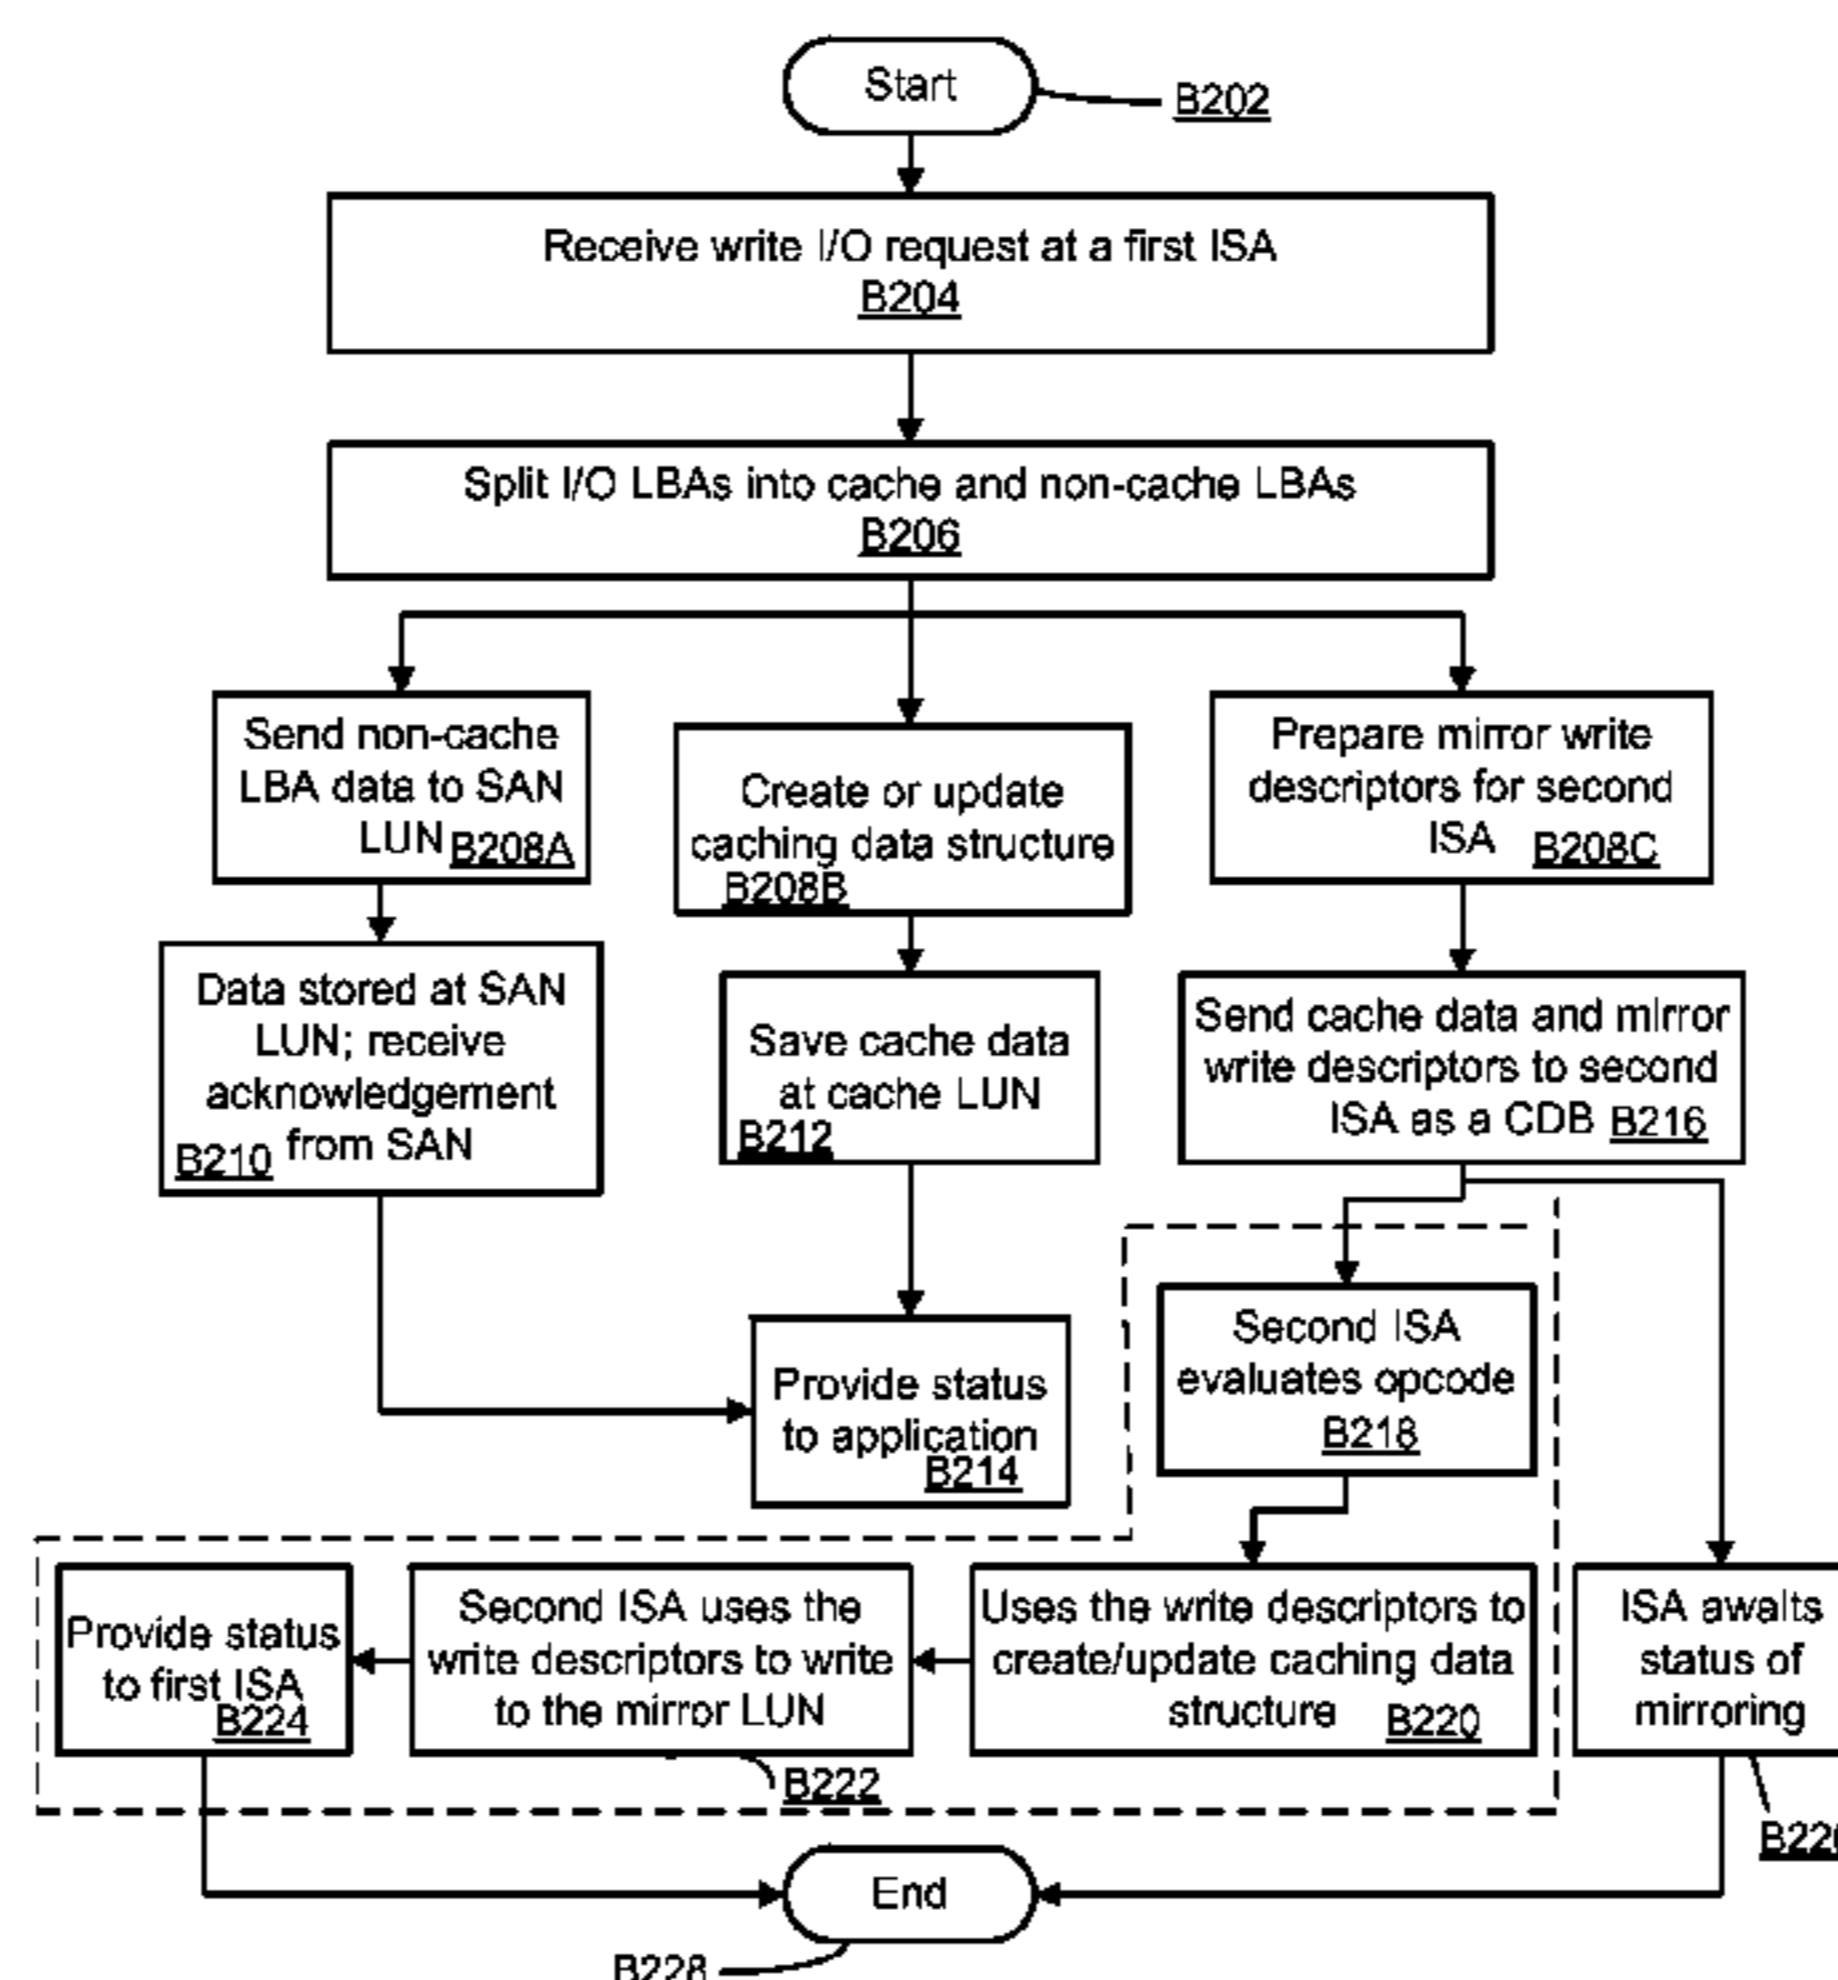 Start
B202
Receive write I/O request at a first ISA
B204
Split I/O LBAs into cache and non-cache LBAs
B206
Send non-cache
LBA data to SAN
LUN B208A
Create or update
caching data structure
B208B
Prepare mirror write
descriptors for second
ISA B208C
Data stored at SAN
LUN; receive
acknowledgement
from SAN
B210
Save cache data
at cache LUN
B212
Send cache data and mirror
write descriptors to second
ISA as a CDB B216
Provide status
to application
B214
Second ISA
evaluates opcode
B218
Provide status
to first ISA
B224
Second ISA uses the
write descriptors to write
to the mirror LUN
B222
Uses the write descriptors to
create/update caching data
structure B220
ISA awaits
status of
mirroring
End
B228